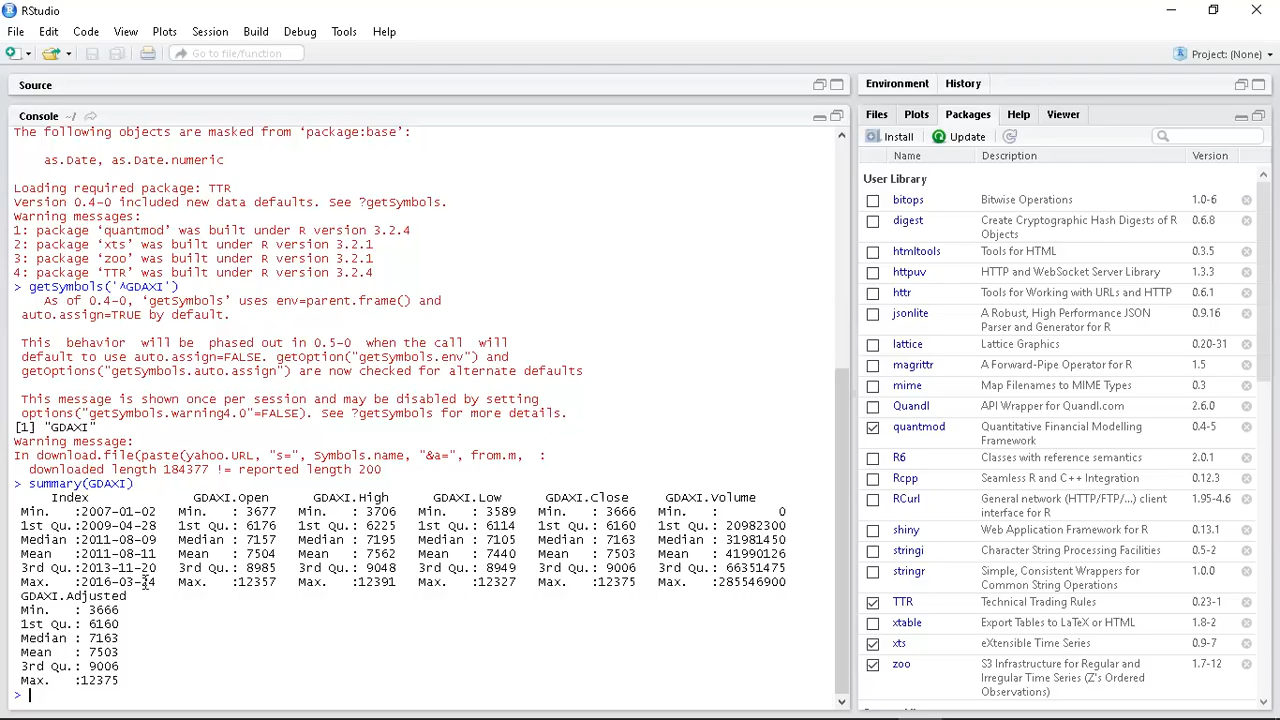 RStudio
File Edit Code View Plots Session Build Debug Tools Help
Go to file/function
Project: (None)
Source
Console ~/
The following objects are masked from ‘package:base’:
as.Date, as.Date.numeric
Loading required package: TTR
Version 0.4-0 included new data defaults. See ?getSymbols.
Warning messages:
1: package ‘quantmod’ was built under R version 3.2.4
2: package ‘xts’ was built under R version 3.2.1
3: package ‘zoo’ was built under R version 3.2.1
4: package ‘TTR’ was built under R version 3.2.4
> getSymbols('^GDAXI')
As of 0.4-0, ‘getSymbols’ uses env=parent.frame() and
auto.assign=TRUE by default.
This behavior will be phased out in 0.5-0 when the call will
default to use auto.assign=FALSE. getOption("getSymbols.env") and
getOptions("getSymbols.auto.assign") are now checked for alternate defaults
This message is shown once per session and may be disabled by setting
options("getSymbols.warning4.0"=FALSE). See ?getSymbols for more details.
[1] "GDAXI"
Warning message:
In download.file(paste(yahoo.URL, "s=", Symbols.name, "&a=", from.m, :
downloaded length 184377 != reported length 200
> summary(GDAXI)
Index GDAXI.Open GDAXI.High GDAXI.Low GDAXI.Close GDAXI.Volume
Min. :2007-01-02 Min. : 3677 Min. : 3706 Min. : 3589 Min. : 3666 Min. : 0
1st Qu.:2009-04-28 1st Qu.: 6176 1st Qu.: 6225 1st Qu.: 6114 1st Qu.: 6160 1st Qu.: 20982300
Median :2011-08-09 Median : 7157 Median : 7195 Median : 7105 Median : 7163 Median : 31981450
Mean :2011-08-11 Mean : 7504 Mean : 7562 Mean : 7440 Mean : 7503 Mean : 41990126
3rd Qu.:2013-11-20 3rd Qu.: 8985 3rd Qu.: 9048 3rd Qu.: 8949 3rd Qu.: 9006 3rd Qu.: 66351475
Max. :2016-03-24 Max. :12357 Max. :12391 Max. :12327 Max. :12375 Max. :285546900
GDAXI.Adjusted
Min. : 3666
1st Qu.: 6160
Median : 7163
Mean : 7503
3rd Qu.: 9006
Max. :12375
>
Environment History
Files Plots Packages Help Viewer
Install Update
Name Description Version
User Library
bitops Bitwise Operations 1.0-6
digest Create Cryptographic Hash Digests of R 0.6.8
Objects
htmltools Tools for HTML 0.3.5
httpuv HTTP and WebSocket Server Library 1.3.3
httr Tools for Working with URLs and HTTP 0.6.1
jsonlite A Robust, High Performance JSON 0.9.16
Parser and Generator for R
lattice Lattice Graphics 0.20-31
magrittr A Forward-Pipe Operator for R 1.5
mime Map Filenames to MIME Types 0.3
Quandl API Wrapper for Quandl.com 2.6.0
quantmod Quantitative Financial Modelling 0.4-5
Framework
R6 Classes with reference semantics 2.0.1
Rcpp Seamless R and C++ Integration 0.12.3
RCurl General network (HTTP/FTP/...) client 1.95-4.6
interface for R
shiny Web Application Framework for R 0.13.1
stringi Character String Processing Facilities 0.5-2
stringr Simple, Consistent Wrappers for 1.0.0
Common String Operations
TTR Technical Trading Rules 0.23-1
xtable Export Tables to LaTeX or HTML 1.8-2
xts eXtensible Time Series 0.9-7
zoo S3 Infrastructure for Regular and 1.7-12
Irregular Time Series (Z's Ordered
Observations)